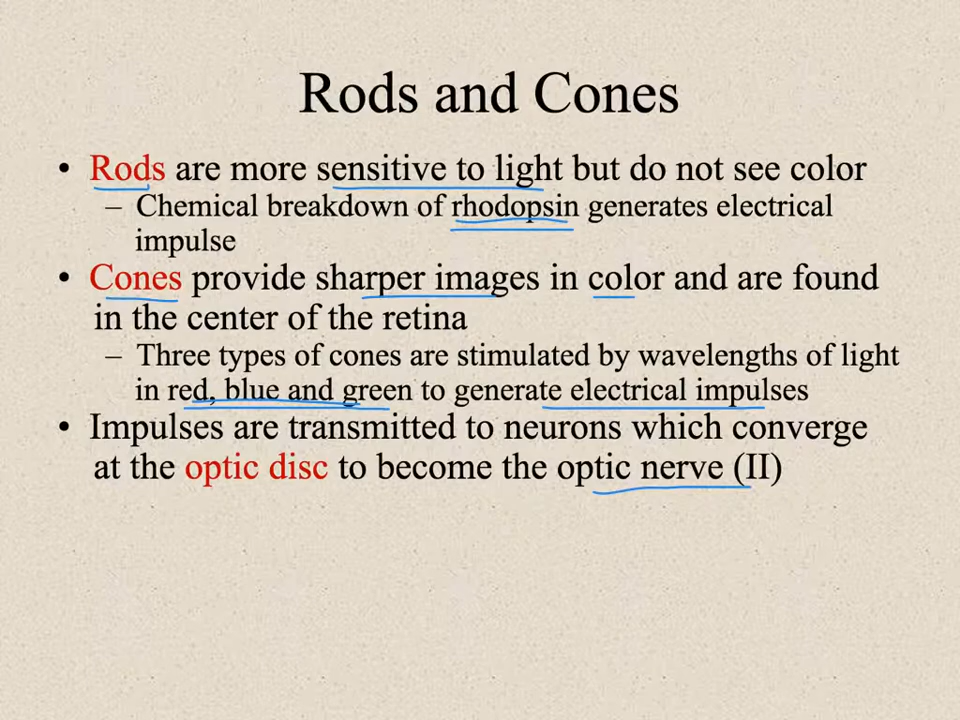 Rods and Cones
• Rods are more sensitive to light but do not see color
– Chemical breakdown of rhodopsin generates electrical
impulse
• Cones provide sharper images in color and are found
in the center of the retina
– Three types of cones are stimulated by wavelengths of light
in red, blue and green to generate electrical impulses
• Impulses are transmitted to neurons which converge
at the optic disc to become the optic nerve (II)